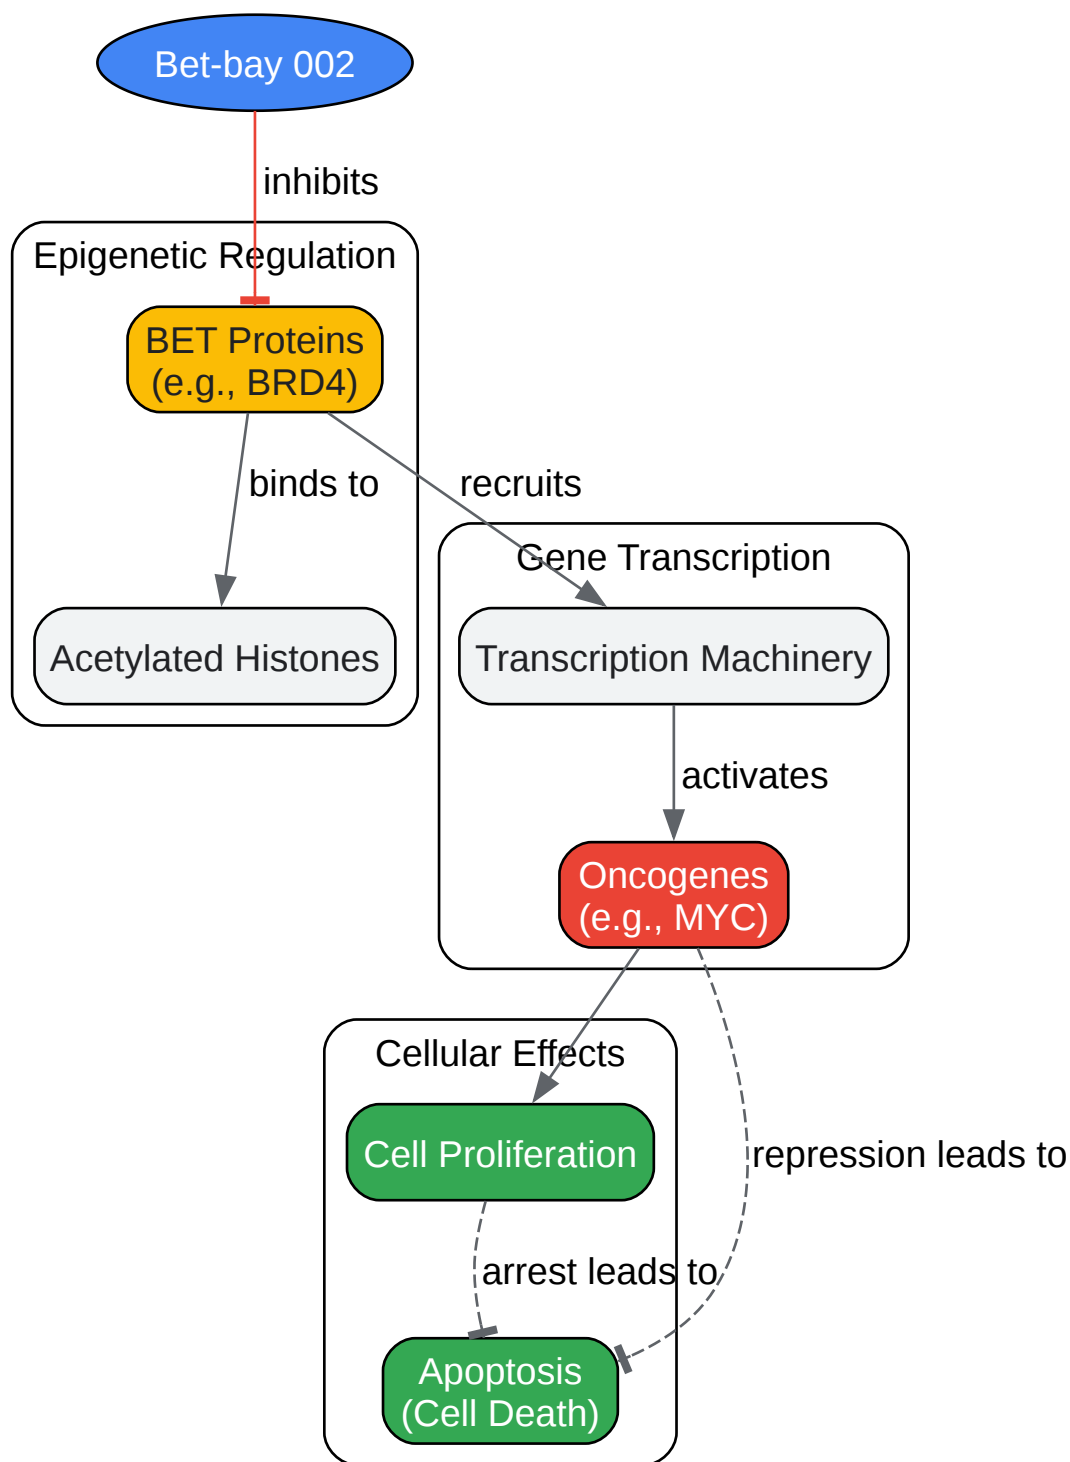 Bet-bay 002
inhibits
Epigenetic Regulation
BET Proteins
(e.g., BRD4)
binds to
recruits
Gene Transcription
Acetylated Histones
Transcription Machinery
activates
Oncogenes
(e.g., MYC)
Cellular Effects
Cell Proliferation
repression leads to
arrest leads to
Apoptosis
(Cell Death)